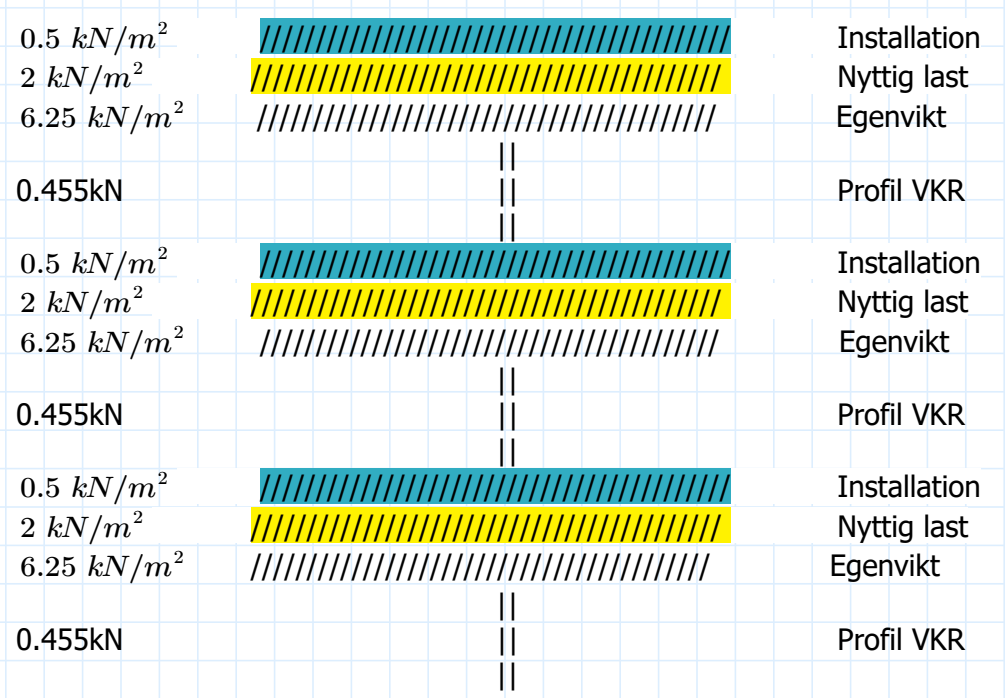 0.5 kN/m² ////////////////////////////////////////// Installation
2 kN/m² ////////////////////////////////////////// Nyttig last
6.25 kN/m² ///////////////////////////////////////// Egenvikt
||
0.455kN || Profil VKR
||
0.5 kN/m² ////////////////////////////////////////// Installation
2 kN/m² ////////////////////////////////////////// Nyttig last
6.25 kN/m² ///////////////////////////////////////// Egenvikt
||
0.455kN || Profil VKR
||
0.5 kN/m² ////////////////////////////////////////// Installation
2 kN/m² ////////////////////////////////////////// Nyttig last
6.25 kN/m² ///////////////////////////////////////// Egenvikt
||
0.455kN || Profil VKR
||